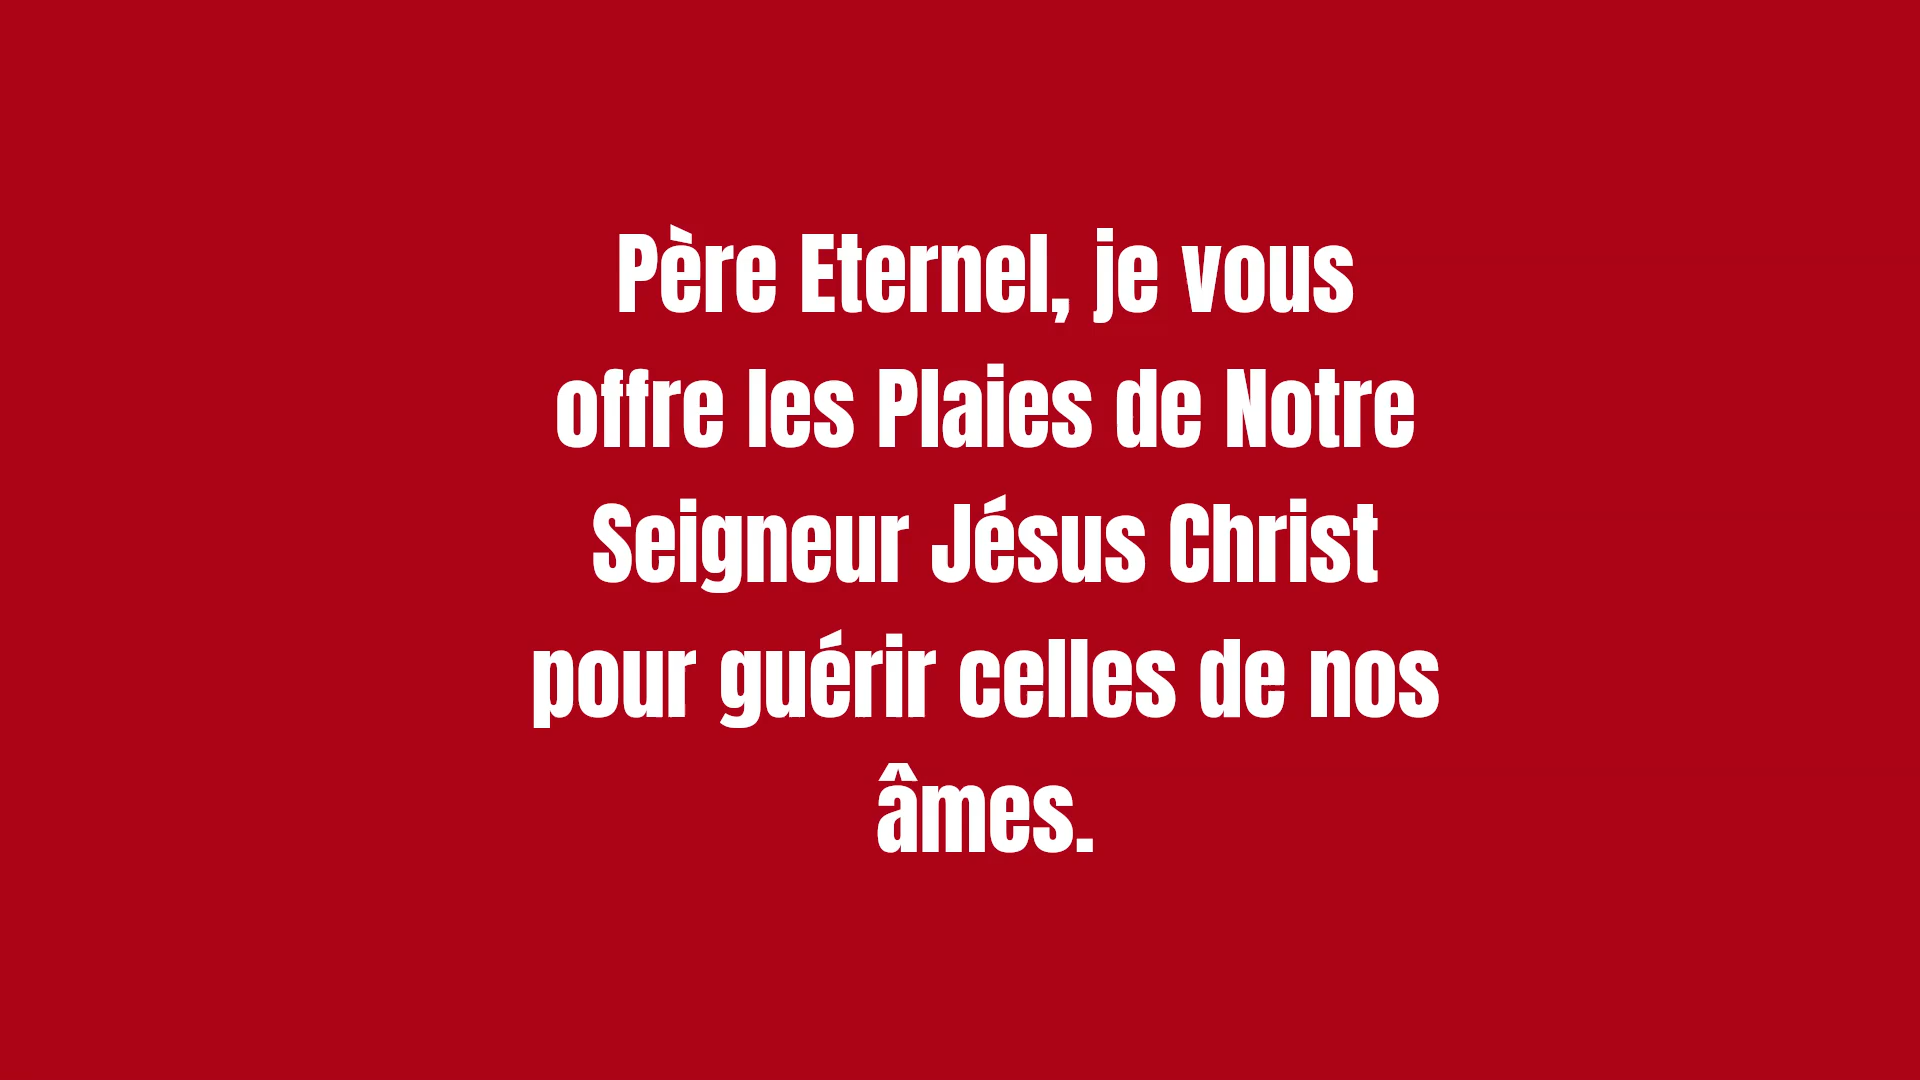 Père Eternel, je vous
offre les Plaies de Notre
Seigneur Jésus Christ
pour guérir celles de nos
âmes.